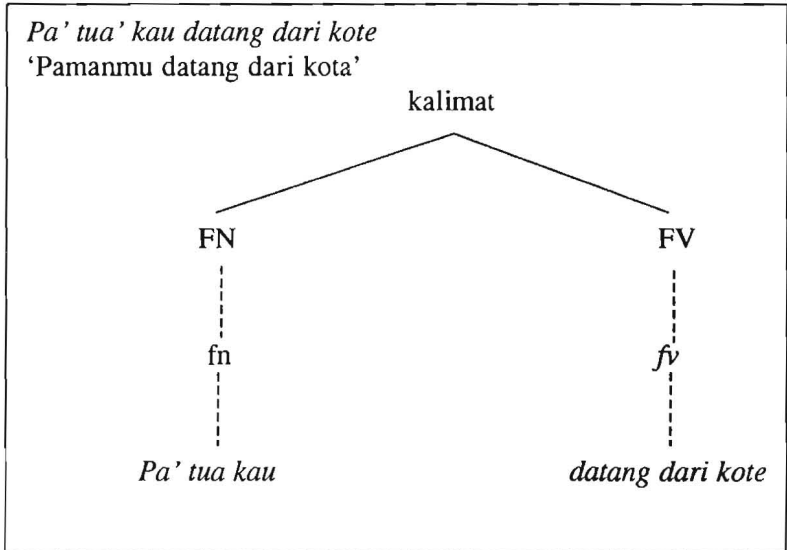 Pa' tua' kau datang dari kote
'Pamanmu datang dari kota'
kalimat
FN FV
fn fv
Pa' tua kau datang dari kote